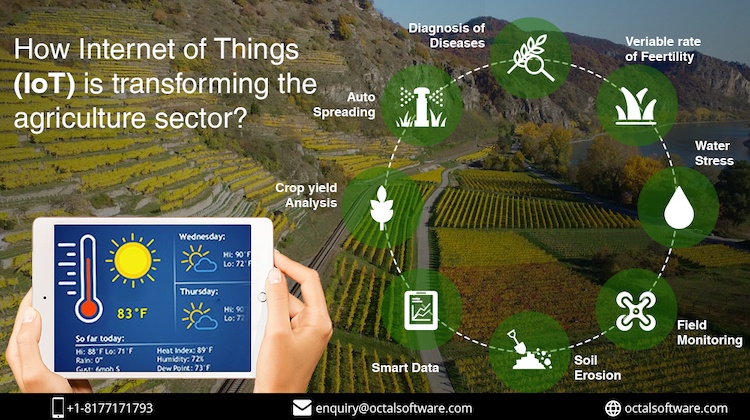 How Internet of Things
(IoT) is transforming the
agriculture sector?
Diagnosis of
Diseases
Veriable rate
of Feertility
Auto
Spreading
Water
Stress
Crop yield
Analysis
Field
Monitoring
Smart Data
Soil
Erosion
83°F
Wednesday:
Hi: 90°F
Lo: 72°F
Thursday:
Hi: 90
Lo: 72
So far today:
Hi: 88°F Lo: 71°F
Rain: 0"
Gust: 6mph S
Heat Index: 89°F
Humidity: 72%
Dew Point: 73°F
+1-8177171793
enquiry@octalsoftware.com
octalsoftware.com